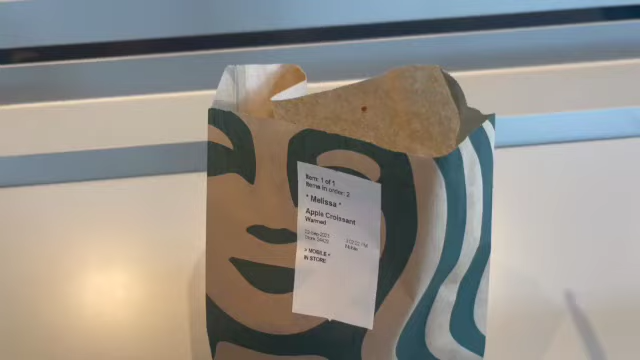 Item: 1 of 1
Items in order: 2
* Melissa *
Apple Croissant
Warmed
> MOBILE <
IN STORE